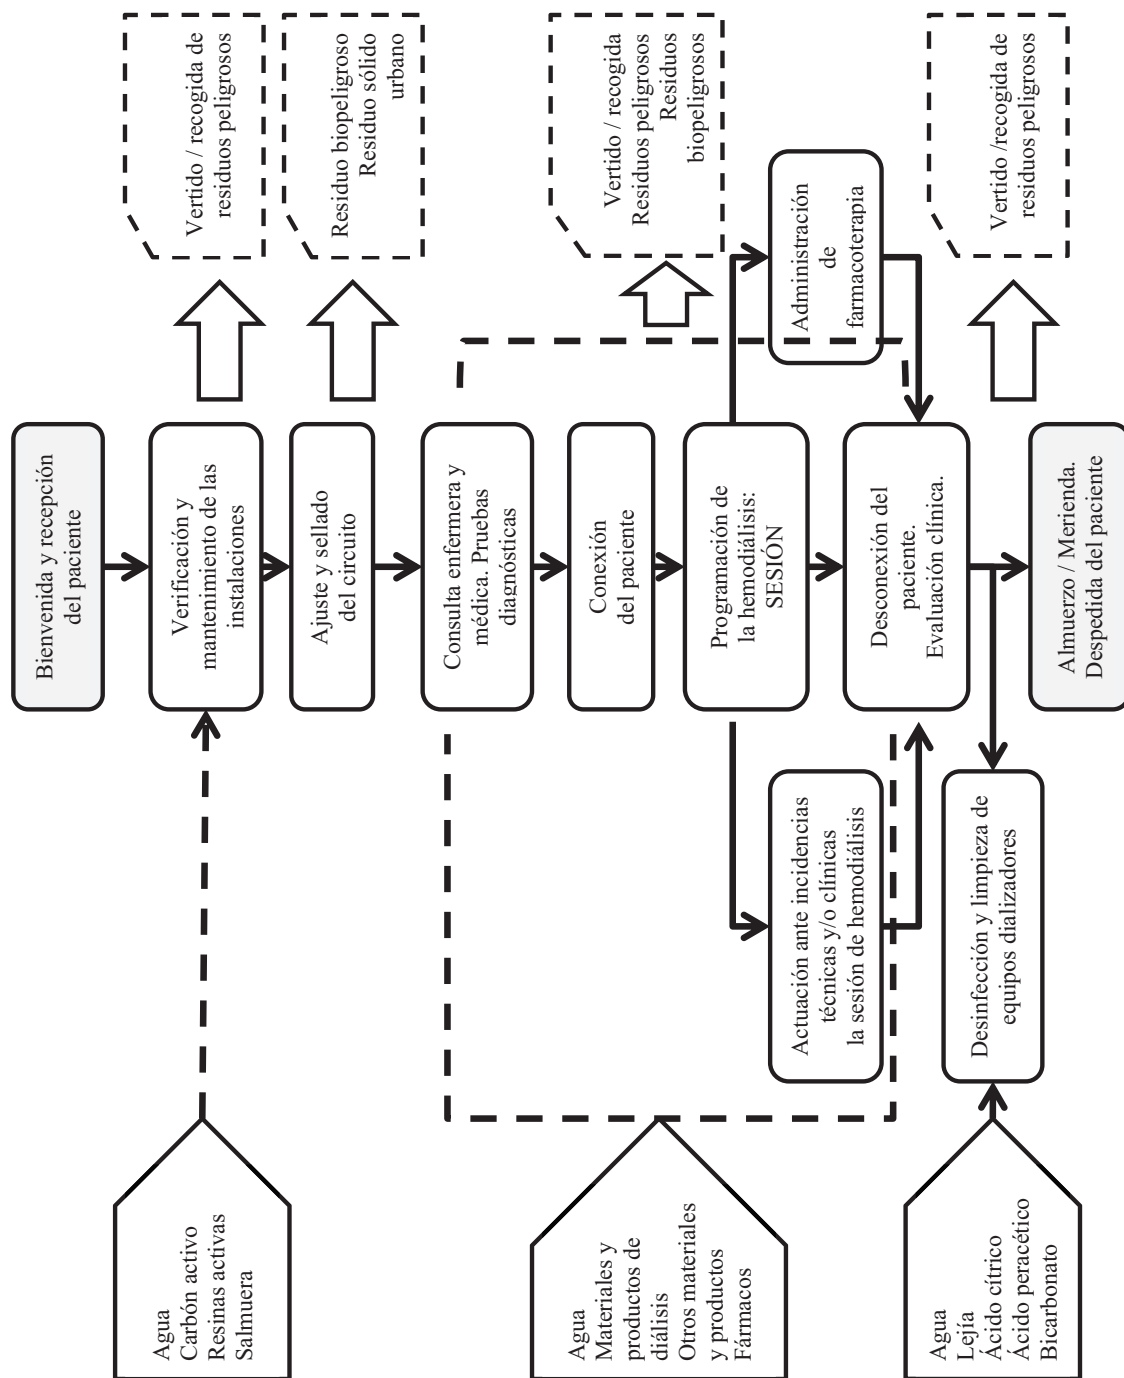 Bienvenida y recepción
del paciente
Verificación y
mantenimiento de las
instalaciones
Ajuste y sellado
del circuito
Consulta enfermera y
médica. Pruebas
diagnósticas
Conexión
del paciente
Programación de
la hemodiálisis:
SESIÓN
Desconexión del
paciente.
Evaluación clínica.
Almuerzo / Merienda.
Despedida del paciente
Vertido / recogida de
residuos peligrosos
Residuo biopeligroso
Residuo sólido
urbano
Vertido / recogida
Residuos peligrosos
Residuos
biopeligrosos
Vertido /recogida de
residuos peligrosos
Administración
de
farmacoterapia
Actuación ante incidencias
técnicas y/o clínicas
la sesión de hemodiálisis
Desinfección y limpieza de
equipos dializadores
Agua
Carbón activo
Resinas activas
Salmuera
Agua
Materiales y
productos de
diálisis
Otros materiales
y productos
Fármacos
Agua
Lejía
Ácido cítrico
Ácido peracético
Bicarbonato